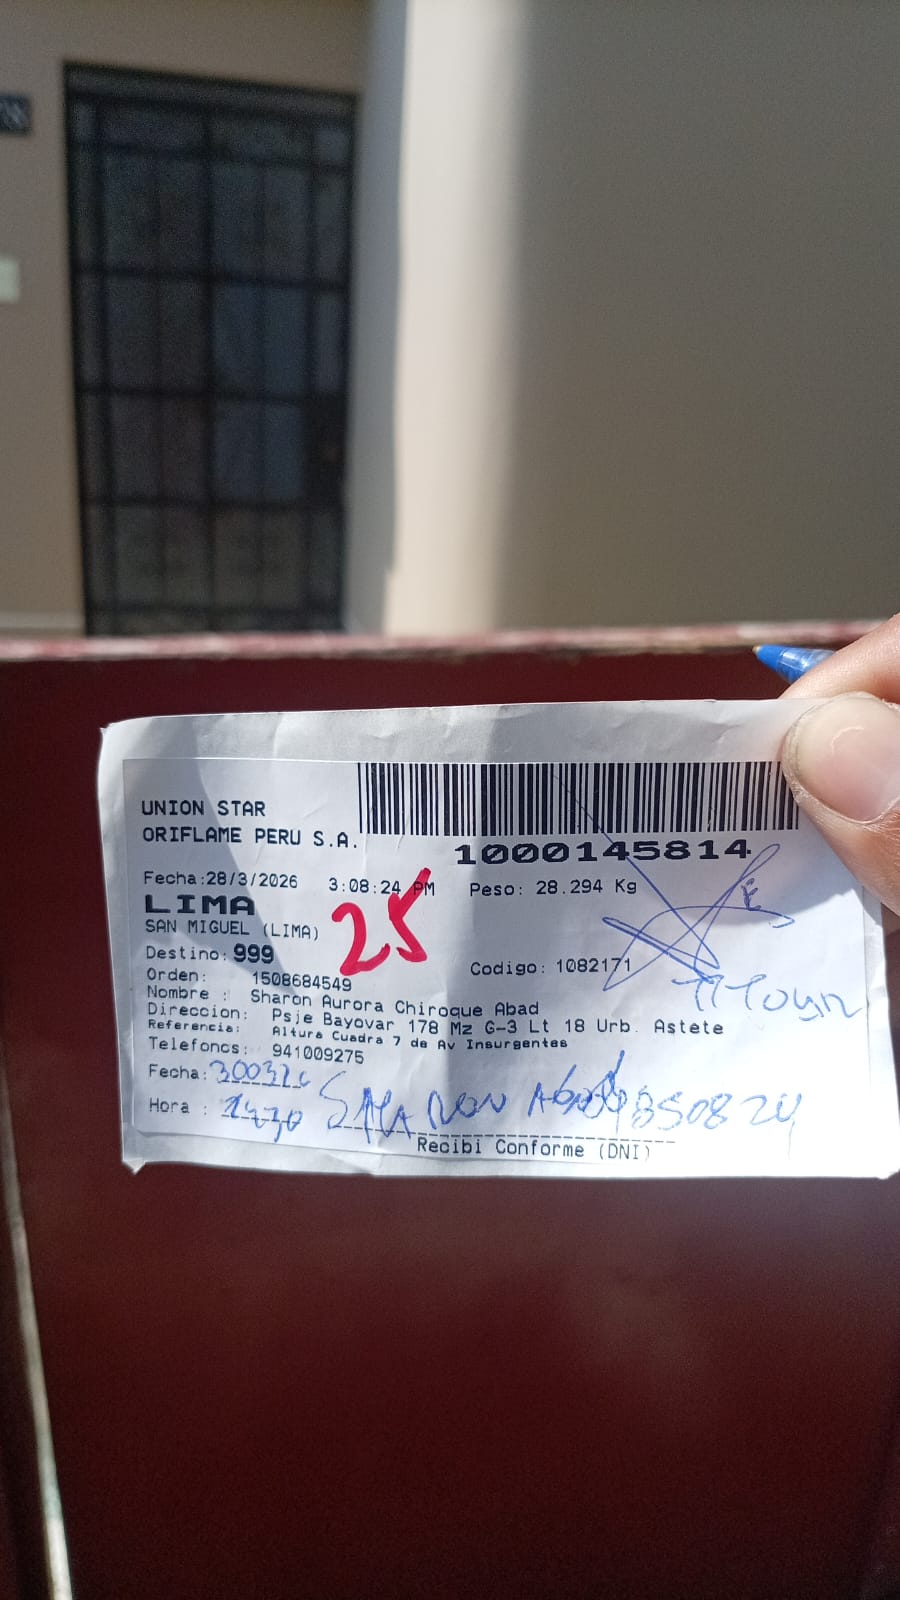 UNION STAR
ORIFLAME PERU S.A.
1000145814
Fecha:28/3/2026 3:08:24 PM Peso: 28.294 Kg
LIMA
25
SAN MIGUEL (LIMA)
Destino: 999
Orden: 1508684549 Codigo: 1082171
Nombre : Sharon Aurora Chiroque Abad
Direccion: Psje Bayovar 178 Mz G-3 Lt 18 Urb. Astete
Referencia: Altura Cuadra 7 de Av Insurgentes
Telefonos: 941009275
Fecha:
Hora :
Recibi Conforme (DNI)